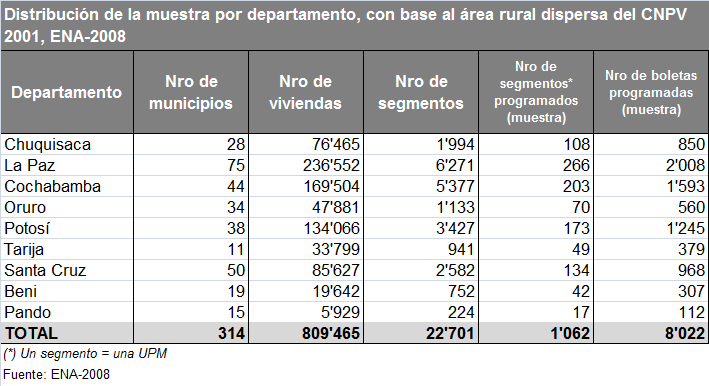 Distribución de la muestra por departamento, con base al área rural dispersa del CNPV
2001, ENA-2008
Departamento Nro de municipios Nro de viviendas Nro de segmentos Nro de segmentos* programados (muestra) Nro de boletas programadas (muestra)
Chuquisaca 28 76'465 1'994 108 850
La Paz 75 236'552 6'271 266 2'008
Cochabamba 44 169'504 5'377 203 1'593
Oruro 34 47'881 1'133 70 560
Potosí 38 134'066 3'427 173 1'245
Tarija 11 33'799 941 49 379
Santa Cruz 50 85'627 2'582 134 968
Beni 19 19'642 752 42 307
Pando 15 5'929 224 17 112
TOTAL 314 809'465 22'701 1'062 8'022
(*) Un segmento = una UPM
Fuente: ENA-2008